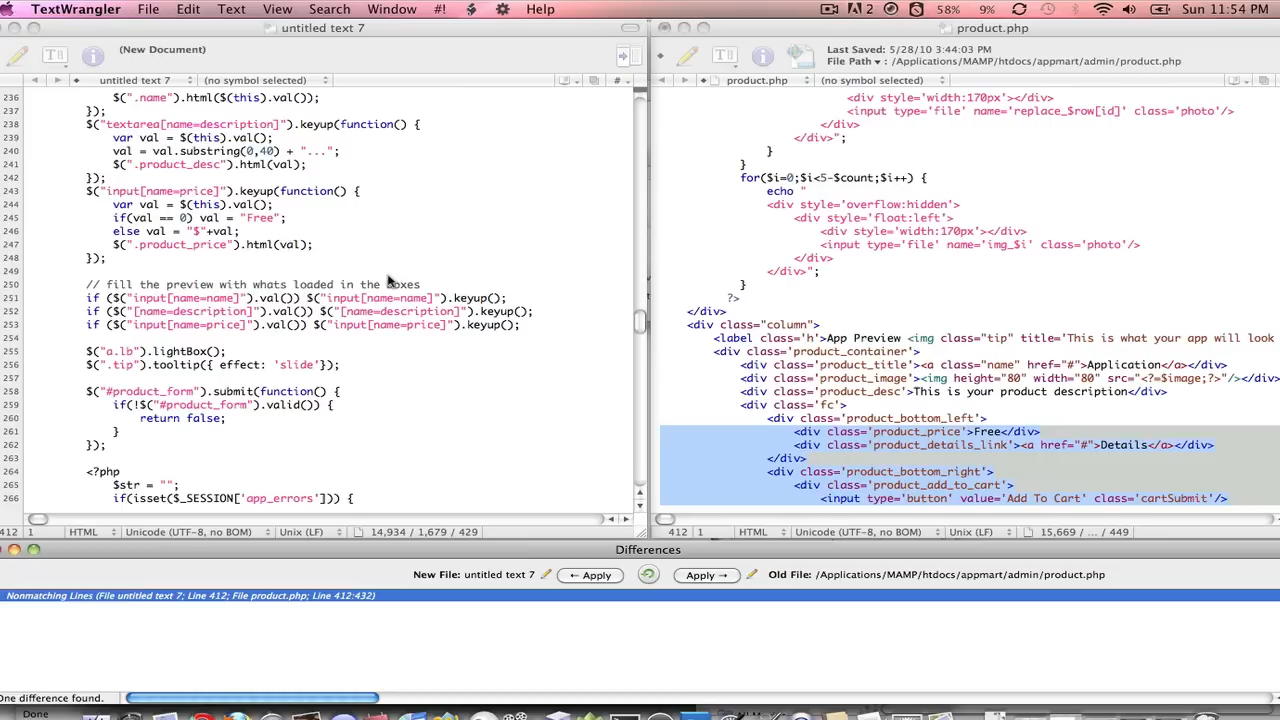 TextWrangler File Edit Text View Search Window #! Help 2 58% 9% Sun 11:54 PM
untitled text 7
(New Document)
untitled text 7 (no symbol selected) #
236 $(".name").html($(this).val());
237 });
238 $("textarea[name=description]").keyup(function() {
239 var val = $(this).val();
240 val = val.substring(0,40) + "...";
241 $(".product_desc").html(val);
242 });
243 $("input[name=price]").keyup(function() {
244 var val = $(this).val();
245 if(val == 0) val = "Free";
246 else val = "$"+val;
247 $(".product_price").html(val);
248 });
249
250 // fill the preview with whats loaded in the boxes
251 if ($("input[name=name]").val()) $("input[name=name]").keyup();
252 if ($("[name=description]").val()) $("[name=description]").keyup();
253 if ($("input[name=price]").val()) $("input[name=price]").keyup();
254
255 $("a.lb").lightBox();
256 $(".tip").tooltip({ effect: 'slide'});
257
258 $("#product_form").submit(function() {
259 if(!$("#product_form").valid()) {
260 return false;
261 }
262 });
263
264 <?php
265 $str = "";
266 if(isset($_SESSION['app_errors'])) {
412 1 HTML Unicode (UTF-8, no BOM) Unix (LF) 14,934 / 1,679 / 429
product.php
Last Saved: 5/28/10 3:44:03 PM
File Path : /Applications/MAMP/htdocs/appmart/admin/product.php
product.php (no symbol selected)
<div style='width:170px'></div>
<input type='file' name='replace_$row[id]' class='photo'/>
</div>
</div>";
}
}
for($i=0;$i<5-$count;$i++) {
echo "
<div style='overflow:hidden'>
<div style='float:left'>
<div style='width:170px'></div>
<input type='file' name='img_$i' class='photo'/>
</div>
</div>";
}
?>
</div>
<div class="column">
<label class='h'>App Preview <img class="tip" title='This is what your app will look
<div class='product_container'>
<div class='product_title'><a class="name" href="#">Application</a></div>
<div class='product_image'><img height="80" width="80" src="<?=$image;?>"/></div>
<div class='product_desc'>This is your product description</div>
<div class='fc'>
<div class='product_bottom_left'>
<div class='product_price'>Free</div>
<div class='product_details_link'><a href="#">Details</a></div>
</div>
<div class='product_bottom_right'>
<div class='product_add_to_cart'>
<input type='button' value='Add To Cart' class='cartSubmit'/>
412 1 HTML Unicode (UTF-8, no BOM) Unix (LF) 15,669 / ... / 449
Differences
New File: untitled text 7 ← Apply Apply → Old File: /Applications/MAMP/htdocs/appmart/admin/product.php
Nonmatching Lines (File untitled text 7; Line 412; File product.php; Line 412:432)
One difference found.
Done